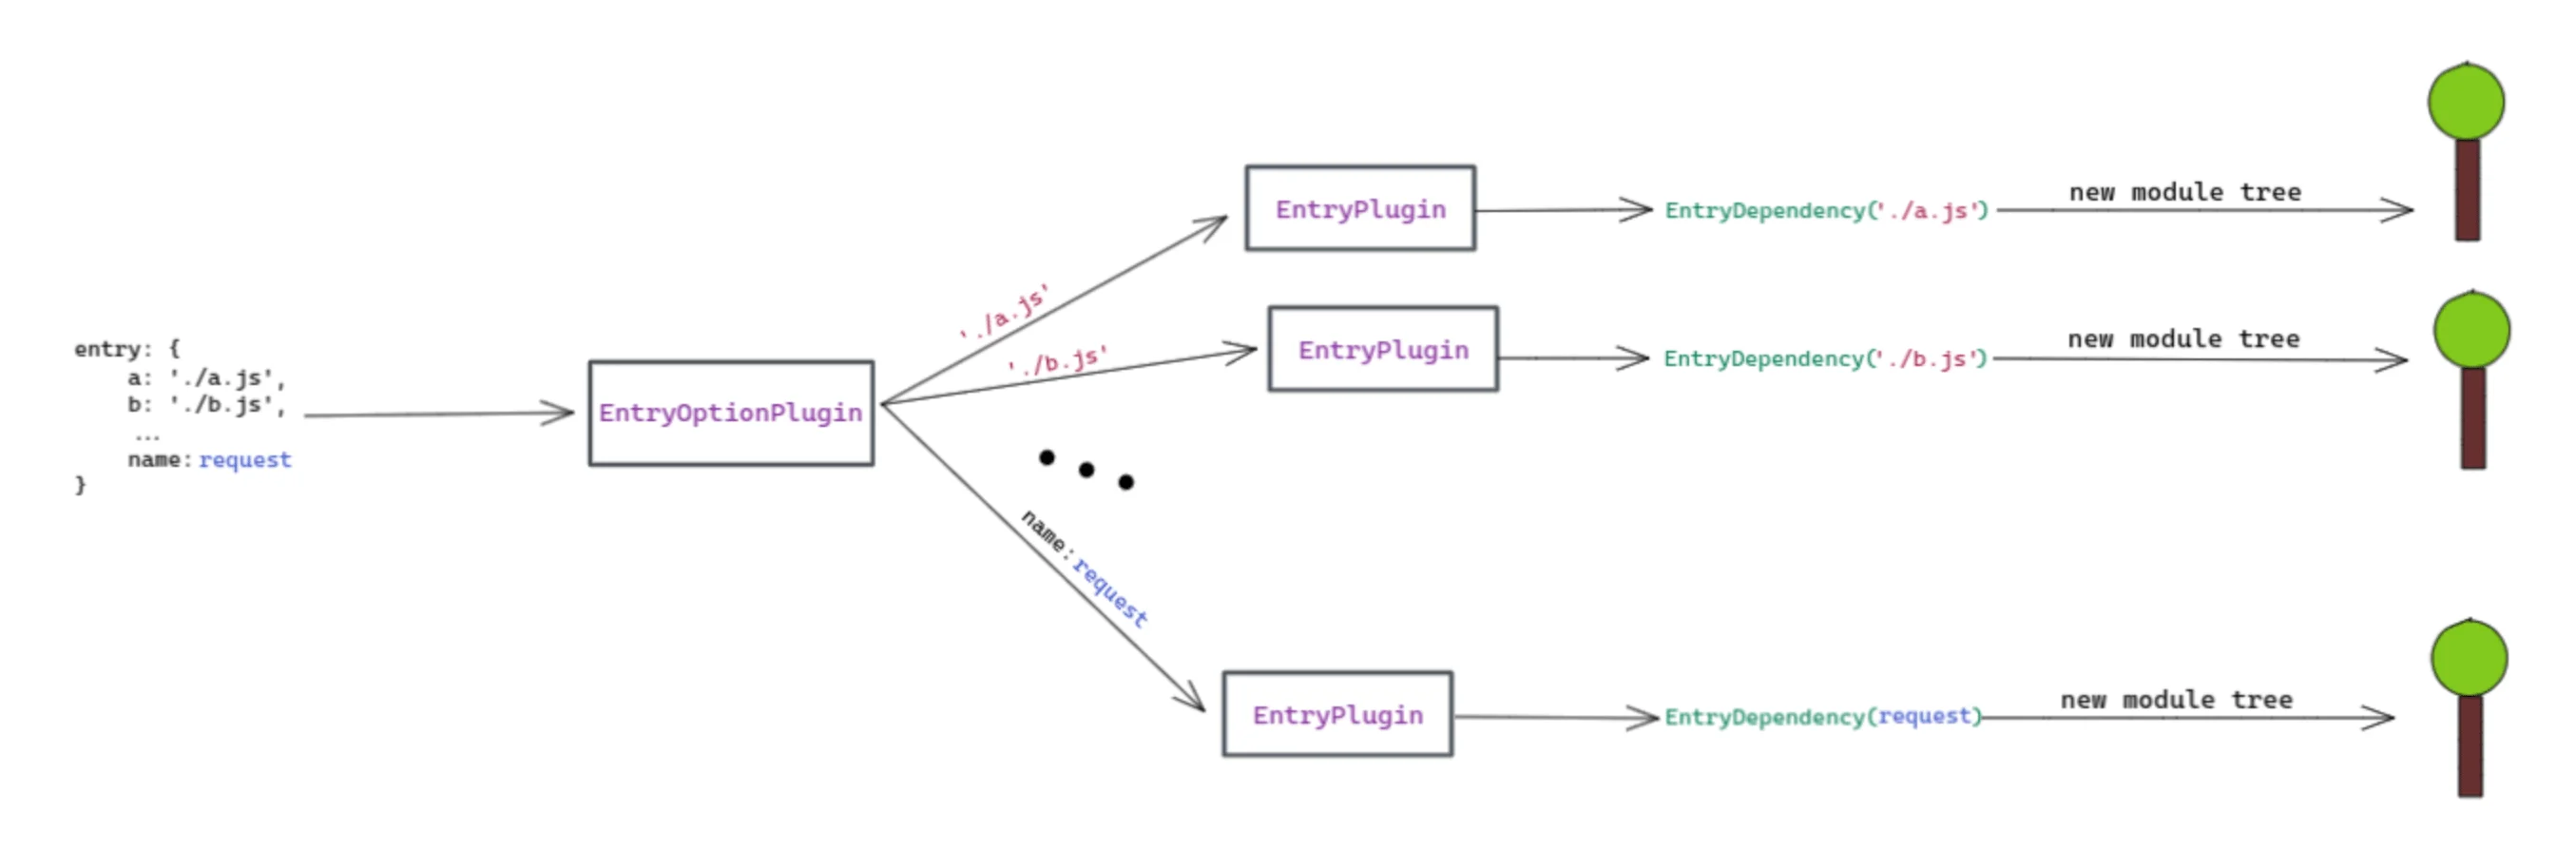 entry: {
a: './a.js',
b: './b.js',
...
name: request
}
EntryOptionPlugin
'./a.js'
'./b.js'
name: request
EntryPlugin
EntryDependency('./a.js')
new module tree
EntryPlugin
EntryDependency('./b.js')
new module tree
EntryPlugin
EntryDependency(request)
new module tree